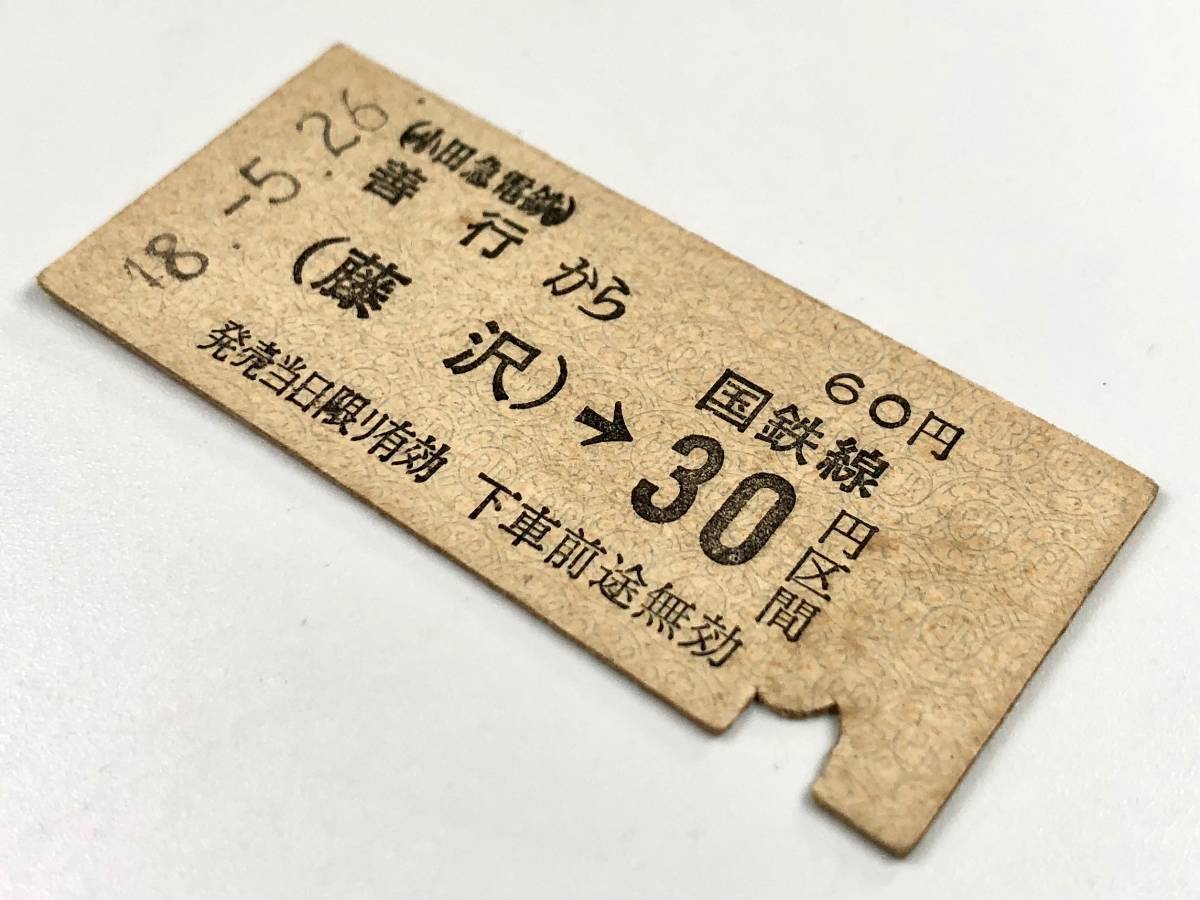 48.-5.26.
(小田急電鉄)
善行から
60円
(藤沢)→国鉄線30円区間
発売当日限り有効 下車前途無効